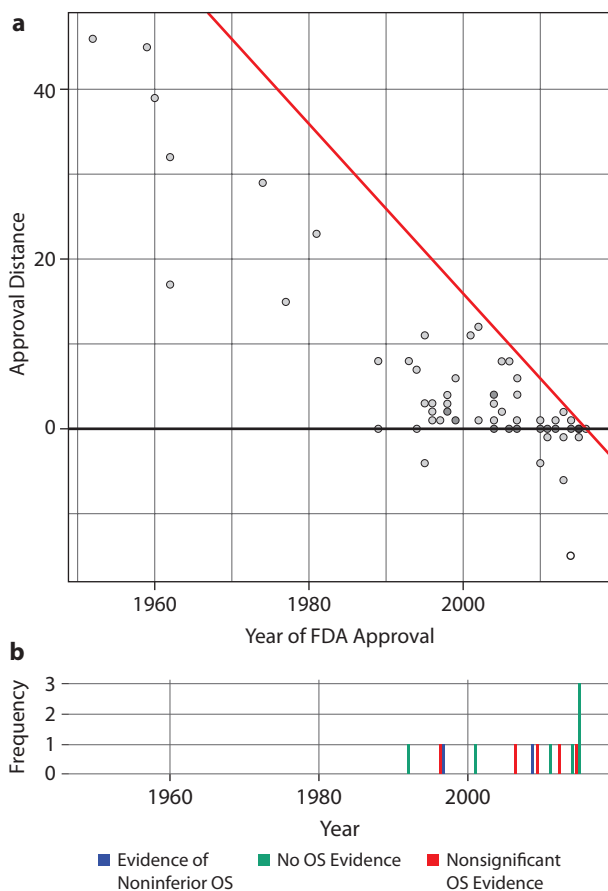 a
40
20
0
Approval Distance
1960 1980 2000
Year of FDA Approval
b
3
2
1
0
Frequency
1960 1980 2000
Year
Evidence of Noninferior OS
No OS Evidence
Nonsignificant OS Evidence